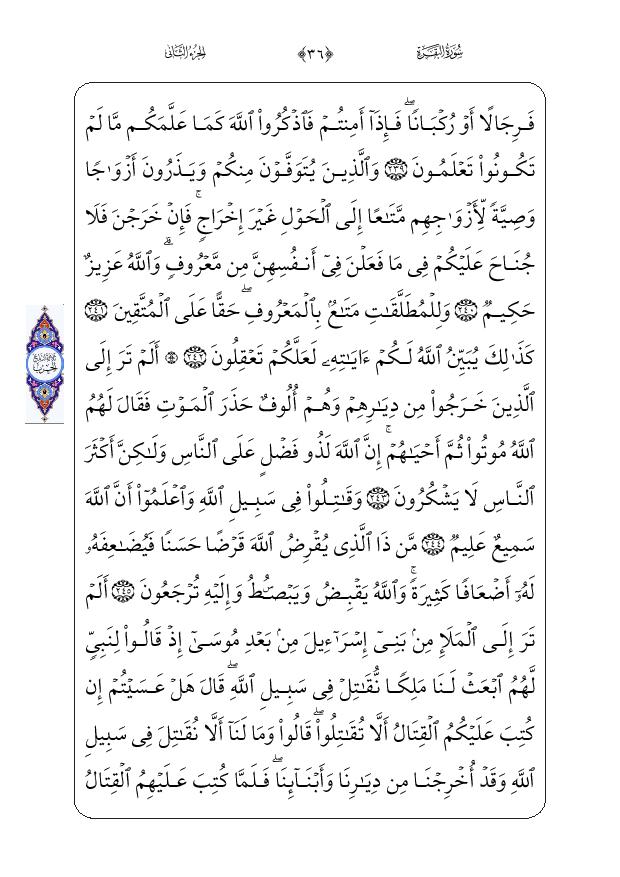 سُورَةُ البَقَرَةِ ﴿٣٦﴾ الجزء الثَّانِي
فَرِجَالًا أَوْ رُكْبَانًاۖ فَإِذَآ أَمِنتُمْ فَٱذْكُرُواْ ٱللَّهَ كَمَا عَلَّمَكُم مَّا لَمْ
تَكُونُواْ تَعْلَمُونَ ٢٣٩ وَٱلَّذِينَ يُتَوَفَّوْنَ مِنكُمْ وَيَذَرُونَ أَزْوَٰجًا
وَصِيَّةً لِّأَزْوَٰجِهِم مَّتَٰعًا إِلَى ٱلْحَوْلِ غَيْرَ إِخْرَاجٍۚ فَإِنْ خَرَجْنَ فَلَا
جُنَاحَ عَلَيْكُمْ فِى مَا فَعَلْنَ فِىٓ أَنفُسِهِنَّ مِن مَّعْرُوفٍۗ وَٱللَّهُ عَزِيزٌ
حَكِيمٌ ٢٤٠ وَلِلْمُطَلَّقَٰتِ مَتَٰعٌۢ بِٱلْمَعْرُوفِۖ حَقًّا عَلَى ٱلْمُتَّقِينَ ٢٤١
كَذَٰلِكَ يُبَيِّنُ ٱللَّهُ لَكُمْ ءَايَٰتِهِۦ لَعَلَّكُمْ تَعْقِلُونَ ٢٤٢ ۞ أَلَمْ تَرَ إِلَى
ٱلَّذِينَ خَرَجُواْ مِن دِيَٰرِهِمْ وَهُمْ أُلُوفٌ حَذَرَ ٱلْمَوْتِ فَقَالَ لَهُمُ
ٱللَّهُ مُوتُواْ ثُمَّ أَحْيَٰهُمْۚ إِنَّ ٱللَّهَ لَذُو فَضْلٍ عَلَى ٱلنَّاسِ وَلَٰكِنَّ أَكْثَرَ
ٱلنَّاسِ لَا يَشْكُرُونَ ٢٤٣ وَقَٰتِلُواْ فِى سَبِيلِ ٱللَّهِ وَٱعْلَمُوٓاْ أَنَّ ٱللَّهَ
سَمِيعٌ عَلِيمٌ ٢٤٤ مَّن ذَا ٱلَّذِى يُقْرِضُ ٱللَّهَ قَرْضًا حَسَنًا فَيُضَٰعِفَهُۥ
لَهُۥٓ أَضْعَافًا كَثِيرَةًۚ وَٱللَّهُ يَقْبِضُ وَيَبْصُۜطُ وَإِلَيْهِ تُرْجَعُونَ ٢٤٥ أَلَمْ
تَرَ إِلَى ٱلْمَلَإِ مِنۢ بَنِىٓ إِسْرَٰٓءِيلَ مِنۢ بَعْدِ مُوسَىٰٓ إِذْ قَالُواْ لِنَبِىٍّ
لَّهُمُ ٱبْعَثْ لَنَا مَلِكًا نُّقَٰتِلْ فِى سَبِيلِ ٱللَّهِۖ قَالَ هَلْ عَسَيْتُمْ إِن
كُتِبَ عَلَيْكُمُ ٱلْقِتَالُ أَلَّا تُقَٰتِلُواْۖ قَالُواْ وَمَا لَنَآ أَلَّا نُقَٰتِلَ فِى سَبِيلِ
ٱللَّهِ وَقَدْ أُخْرِجْنَا مِن دِيَٰرِنَا وَأَبْنَآئِنَاۖ فَلَمَّا كُتِبَ عَلَيْهِمُ ٱلْقِتَالُ